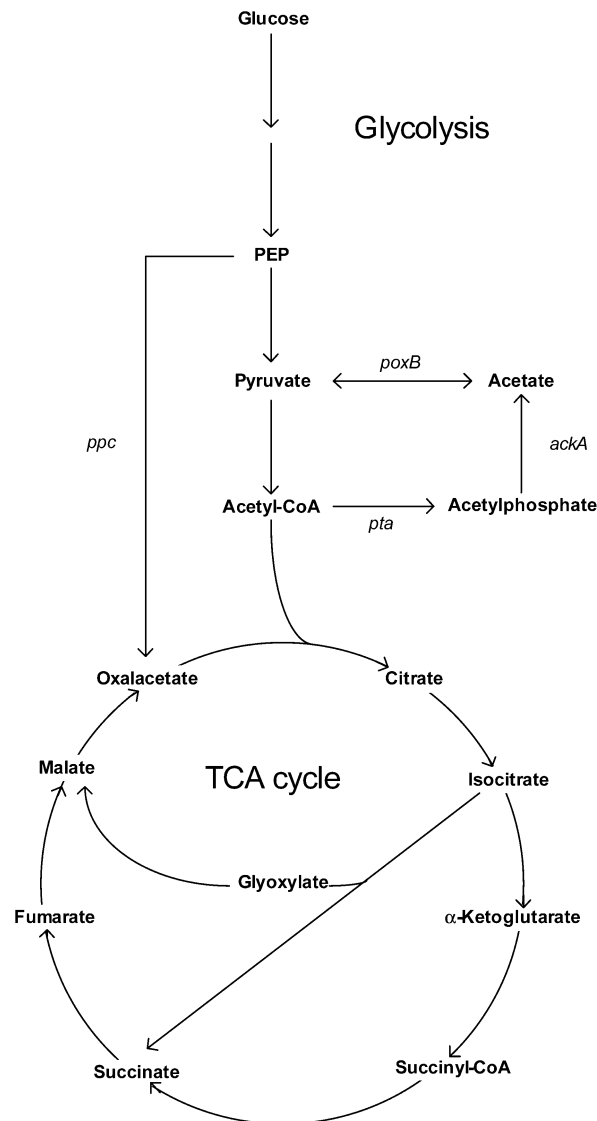 Glucose
Glycolysis
PEP
Pyruvate
poxB
Acetate
ppc
ackA
Acetyl-CoA
pta
Acetylphosphate
Oxalacetate
Citrate
Malate
TCA cycle
Isocitrate
Glyoxylate
Fumarate
α-Ketoglutarate
Succinate
Succinyl-CoA